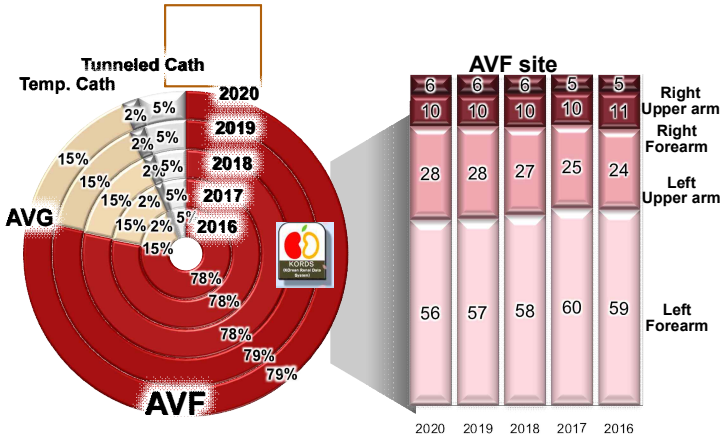 Tunneled Cath
Temp. Cath
AVG
AVF
2020
2019
2018
2017
2016
5%
5%
5%
5%
5%
2%
2%
2%
2%
2%
15%
15%
15%
15%
15%
78%
78%
78%
79%
79%
KORDS
System)
AVF site
6 6 6 5 5
10 10 10 10 11
28 28 27 25 24
56 57 58 60 59
Right
Upper arm
Right
Forearm
Left
Upper arm
Left
Forearm
2020 2019 2018 2017 2016